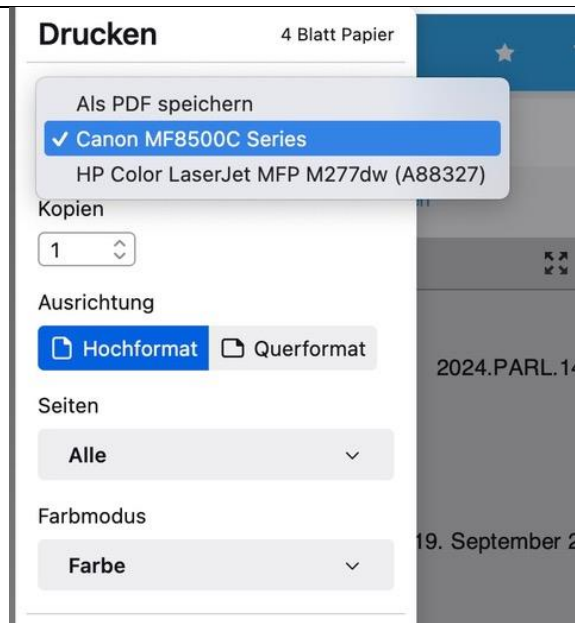 Drucken
4 Blatt Papier
Als PDF speichern
✓ Canon MF8500C Series
HP Color LaserJet MFP M277dw (A88327)
Kopien
1
Ausrichtung
Hochformat
Querformat
2024.PARL.14
Seiten
Alle
Farbmodus
19. September 2
Farbe